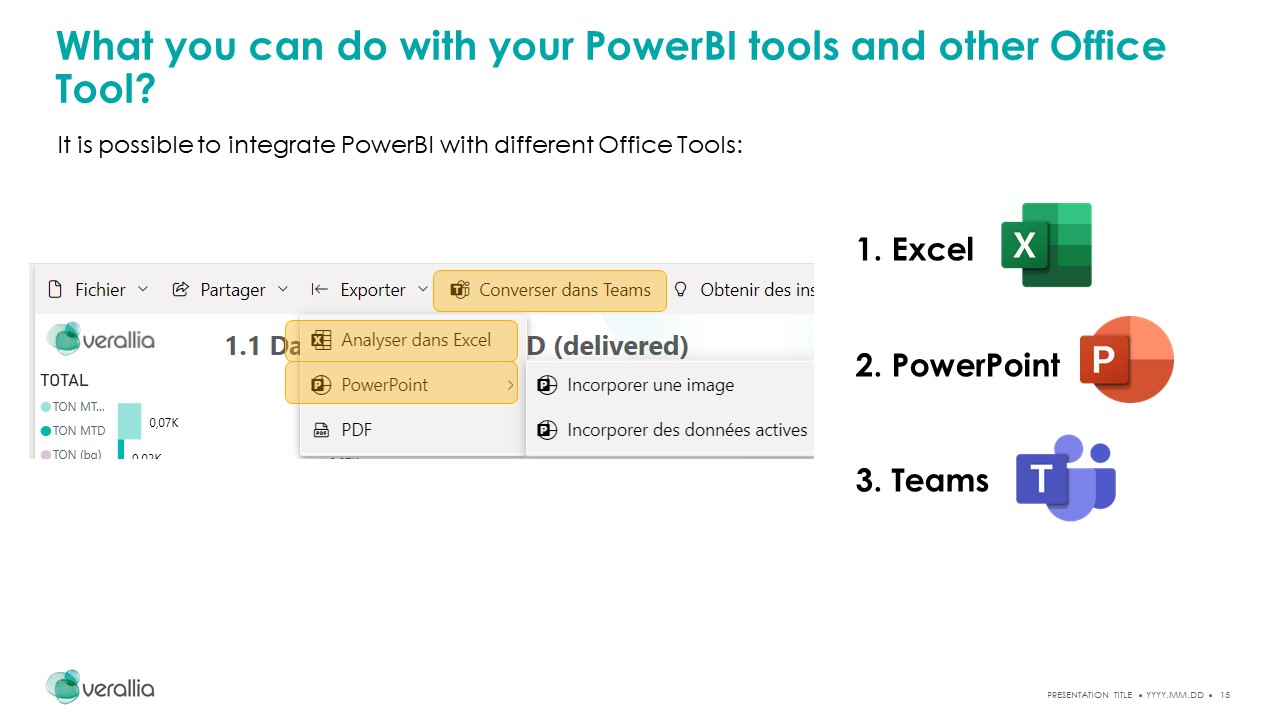 What you can do with your PowerBI tools and other Office
Tool?
It is possible to integrate PowerBI with different Office Tools:
Fichier
Partager
Exporter
Converser dans Teams
Obtenir des ins
verallia
1.1 Da
D (delivered)
Analyser dans Excel
TOTAL
PowerPoint
Incorporer une image
TON MT...
0,07K
TON MTD
PDF
Incorporer des données actives
TON (bg)
0.02K
1. Excel
X
2. PowerPoint
P
3. Teams
T
verallia
PRESENTATION TITLE • YYYY.MM.DD • 15